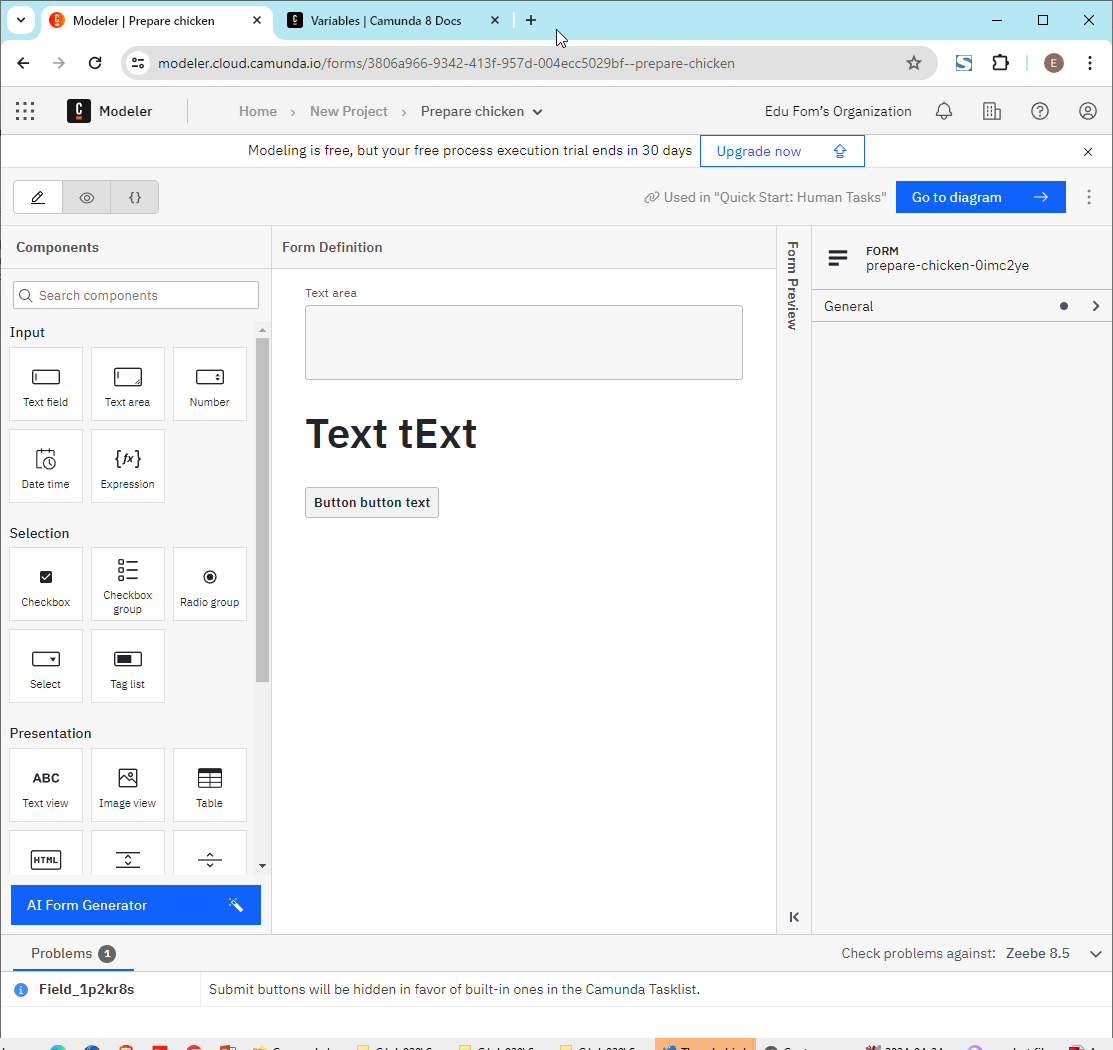 Modeler | Prepare chicken
Variables | Camunda 8 Docs
modeler.cloud.camunda.io/forms/3806a966-9342-413f-957d-004ecc5029bf--prepare-chicken
E
Modeler
Home > New Project > Prepare chicken
Edu Fom's Organization
Modeling is free, but your free process execution trial ends in 30 days
Upgrade now
{}
Used in "Quick Start: Human Tasks"
Go to diagram
Components
Form Definition
Form Preview
FORM
prepare-chicken-0imc2ye
General
Search components
Text area
Text tExt
Button button text
Input
Text field
Text area
Number
Date time
{fx}
Expression
Selection
Checkbox
Checkbox group
Radio group
Select
Tag list
Presentation
ABC
Text view
Image view
Table
HTML
AI Form Generator
Problems 1
Check problems against: Zeebe 8.5
Field_1p2kr8s
Submit buttons will be hidden in favor of built-in ones in the Camunda Tasklist.